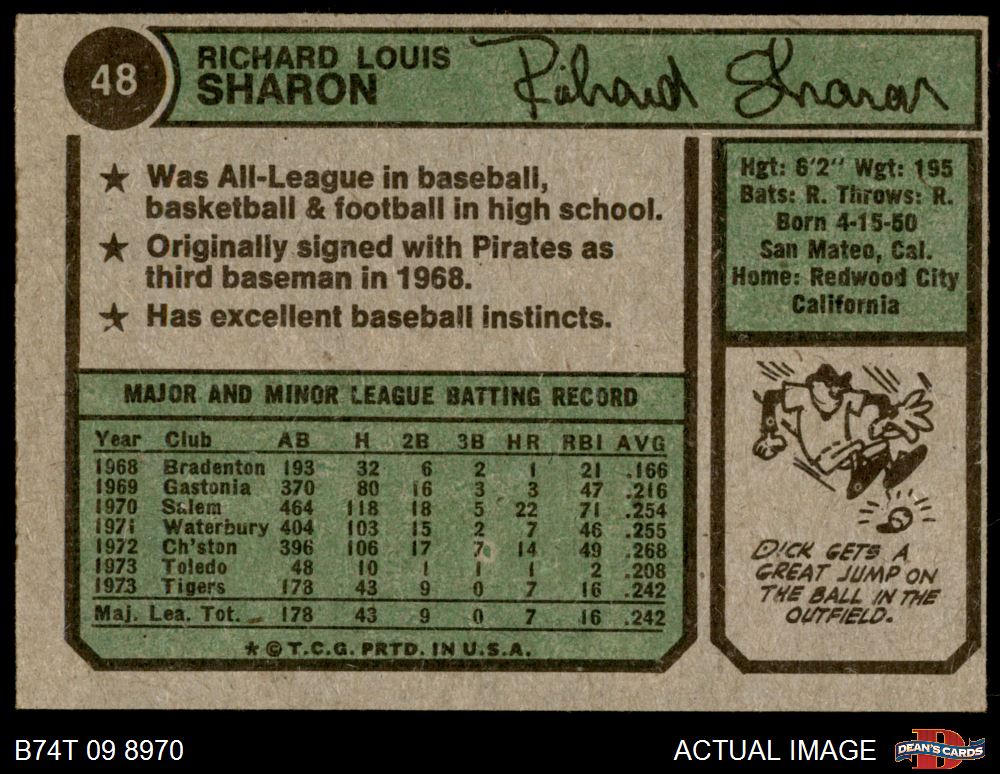 48
RICHARD LOUIS
SHARON
Richard Sharon
★ Was All-League in baseball,
basketball & football in high school.
★ Originally signed with Pirates as
third baseman in 1968.
★ Has excellent baseball instincts.
Hgt: 6'2" Wgt: 195
Bats: R. Throws: R.
Born 4-15-50
San Mateo, Cal.
Home: Redwood City
California
MAJOR AND MINOR LEAGUE BATTING RECORD
Year Club AB H 2B 3B HR RBI AVG
1968 Bradenton 193 32 6 2 1 21 .166
1969 Gastonia 370 80 16 3 3 47 .216
1970 Salem 464 118 18 5 22 71 .254
1971 Waterbury 404 103 15 2 7 46 .255
1972 Ch'ston 396 106 17 7 14 49 .268
1973 Toledo 48 10 1 1 1 2 .208
1973 Tigers 178 43 9 0 7 16 .242
Maj. Lea. Tot. 178 43 9 0 7 16 .242
★ © T.C.G. PRTD. IN U.S.A.
DICK GETS A
GREAT JUMP ON
THE BALL IN THE
OUTFIELD.
B74T 09 8970
ACTUAL IMAGE
DEAN'S CARDS